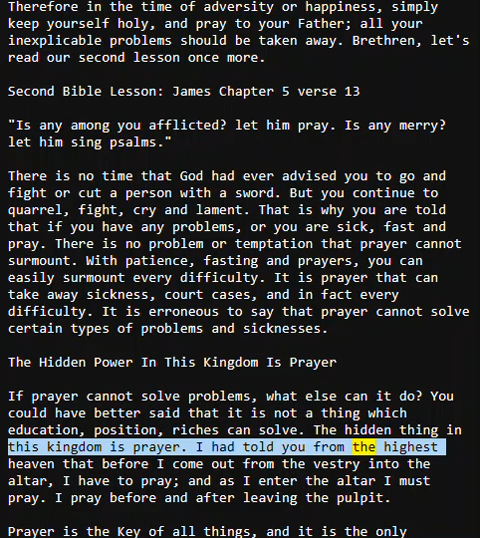 Therefore in the time of adversity or happiness, simply
keep yourself holy, and pray to your Father; all your
inexplicable problems should be taken away. Brethren, let's
read our second lesson once more.
Second Bible Lesson: James Chapter 5 verse 13
"Is any among you afflicted? let him pray. Is any merry?
let him sing psalms."
There is no time that God had ever advised you to go and
fight or cut a person with a sword. But you continue to
quarrel, fight, cry and lament. That is why you are told
that if you have any problems, or you are sick, fast and
pray. There is no problem or temptation that prayer cannot
surmount. With patience, fasting and prayers, you can
easily surmount every difficulty. It is prayer that can
take away sickness, court cases, and in fact every
difficulty. It is erroneous to say that prayer cannot solve
certain types of problems and sicknesses.
The Hidden Power In This Kingdom Is Prayer
If prayer cannot solve problems, what else can it do? You
could have better said that it is not a thing which
education, position, riches can solve. The hidden thing in
this kingdom is prayer. I had told you from the highest
heaven that before I come out from the vestry into the
altar, I have to pray; and as I enter the altar I must
pray. I pray before and after leaving the pulpit.
Prayer is the Key of all things, and it is the only